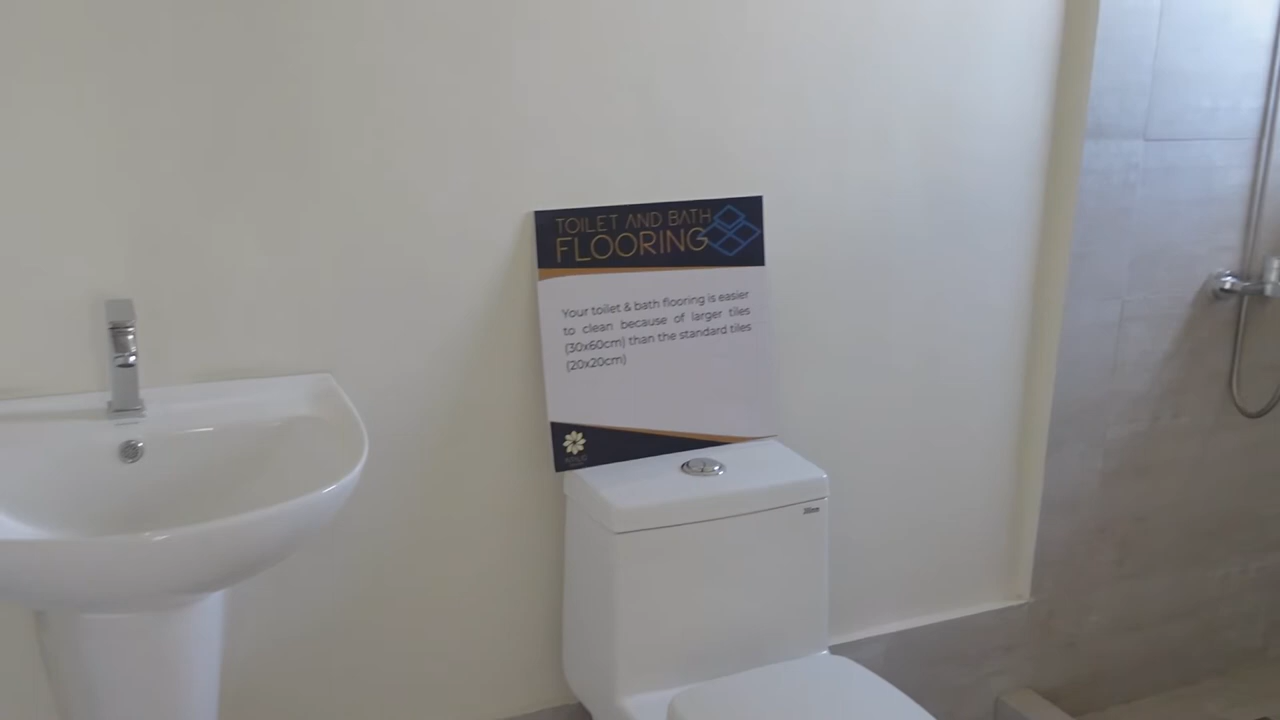 TOILET AND BATH
FLOORING
Your toilet & bath flooring is easier
to clean because of larger tiles
(30x60cm) than the standard tiles
(20x20cm)